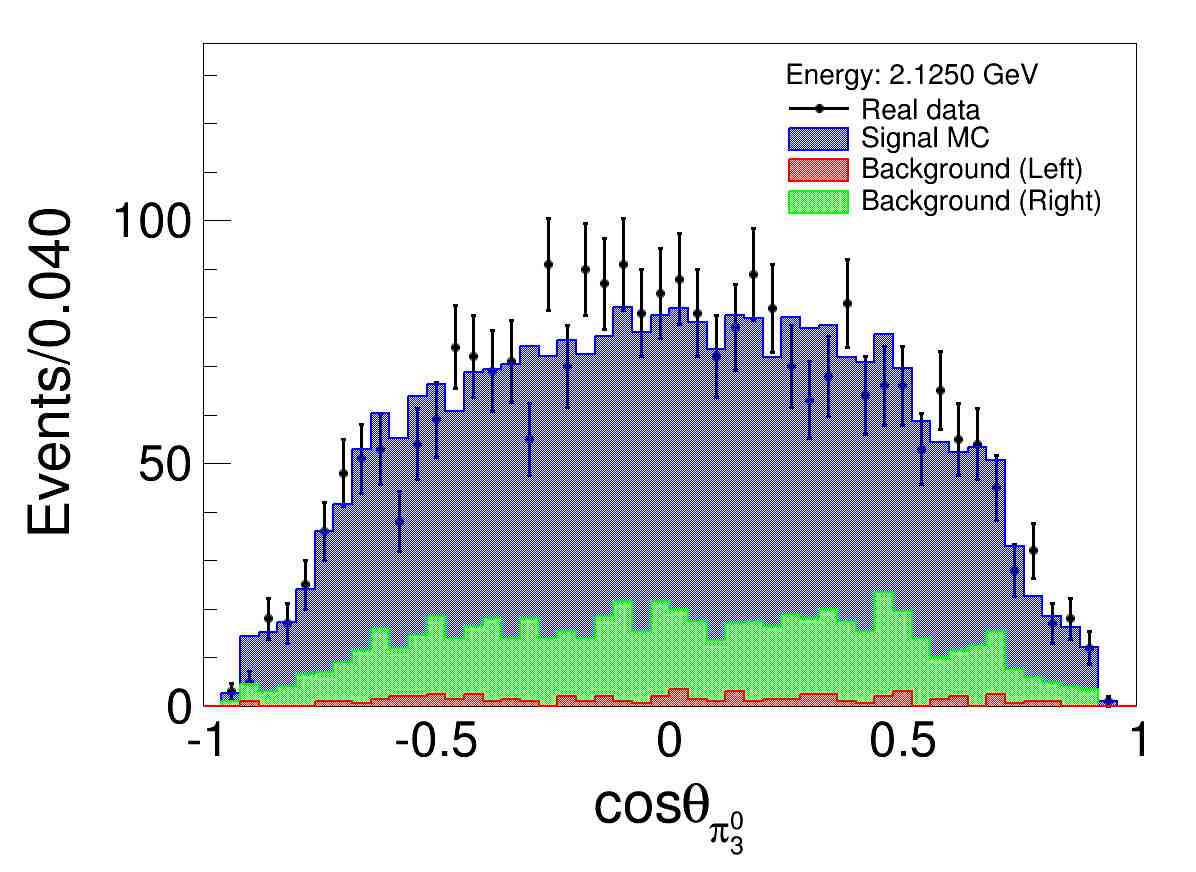 Energy: 2.1250 GeV
Real data
Signal MC
Background (Left)
Background (Right)
Events/0.040
100
50
0
-1
-0.5
0
0.5
1
cosθπ⁰₃